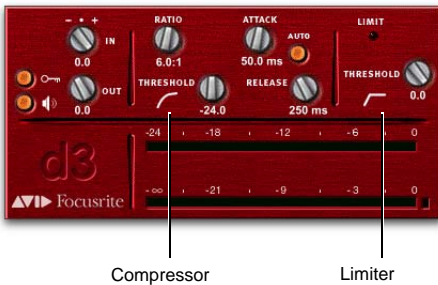 - • +
RATIO
ATTACK
LIMIT
IN
AUTO
0.0
6.0:1
50.0 ms
THRESHOLD
RELEASE
THRESHOLD
OUT
0.0
-24.0
250 ms
0.0
-24 -18 -12 -6 0
d3
-∞ -21 -9 -3 0
AVID Focusrite
Compressor
Limiter